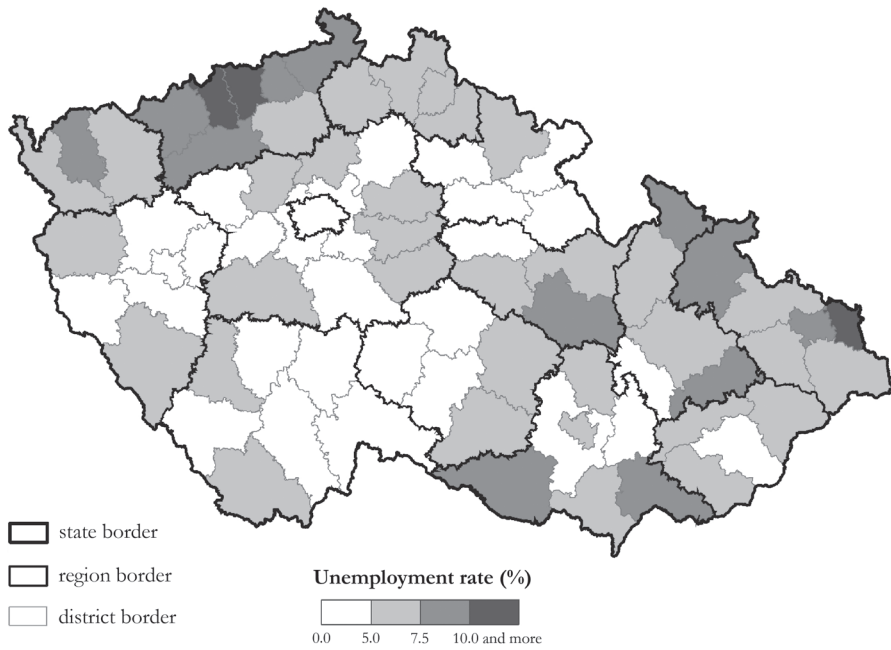 state border
region border
district border
Unemployment rate (%)
0.0 5.0 7.5 10.0 and more